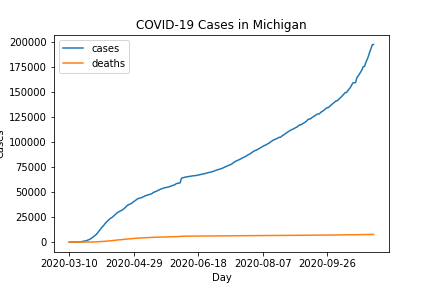 COVID-19 Cases in Michigan
200000
175000
150000
125000
100000
75000
50000
25000
0
cases
deaths
cases
2020-03-10 2020-04-29 2020-06-18 2020-08-07 2020-09-26
Day